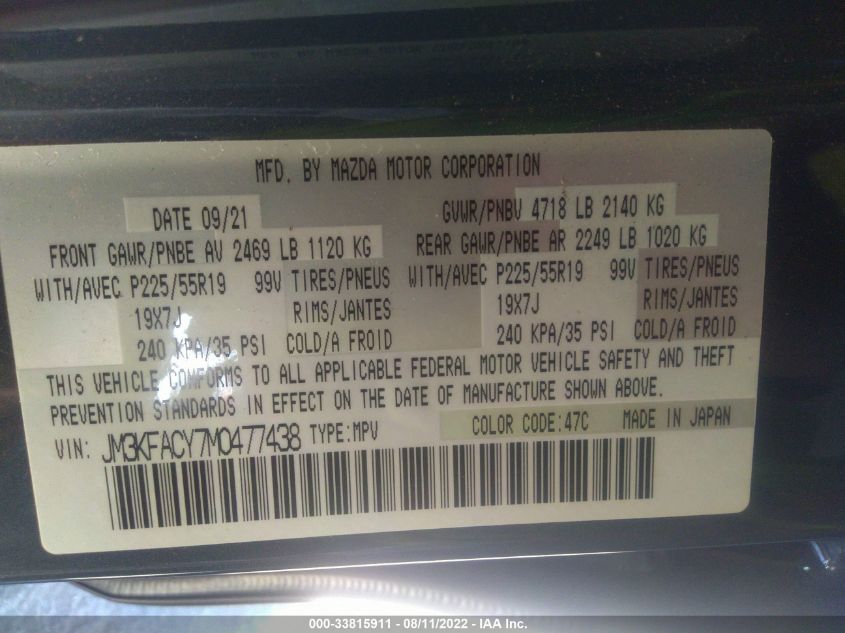 MFD. BY MAZDA MOTOR CORPORATION
DATE 09/21 GVWR/PNBV 4718 LB 2140 KG
FRONT GAWR/PNBE AV 2469 LB 1120 KG REAR GAWR/PNBE AR 2249 LB 1020 KG
WITH/AVEC P225/55R19 99V TIRES/PNEUS WITH/AVEC P225/55R19 99V TIRES/PNEUS
19X7J RIMS/JANTES 19X7J RIMS/JANTES
240 KPA/35 PSI COLD/A FROID 240 KPA/35 PSI COLD/A FROID
THIS VEHICLE CONFORMS TO ALL APPLICABLE FEDERAL MOTOR VEHICLE SAFETY AND THEFT
PREVENTION STANDARDS IN EFFECT ON THE DATE OF MANUFACTURE SHOWN ABOVE.
COLOR CODE:47C MADE IN JAPAN
VIN: JM3KFACY7M0477438 TYPE:MPV
000-33815911 - 08/11/2022 - IAA Inc.